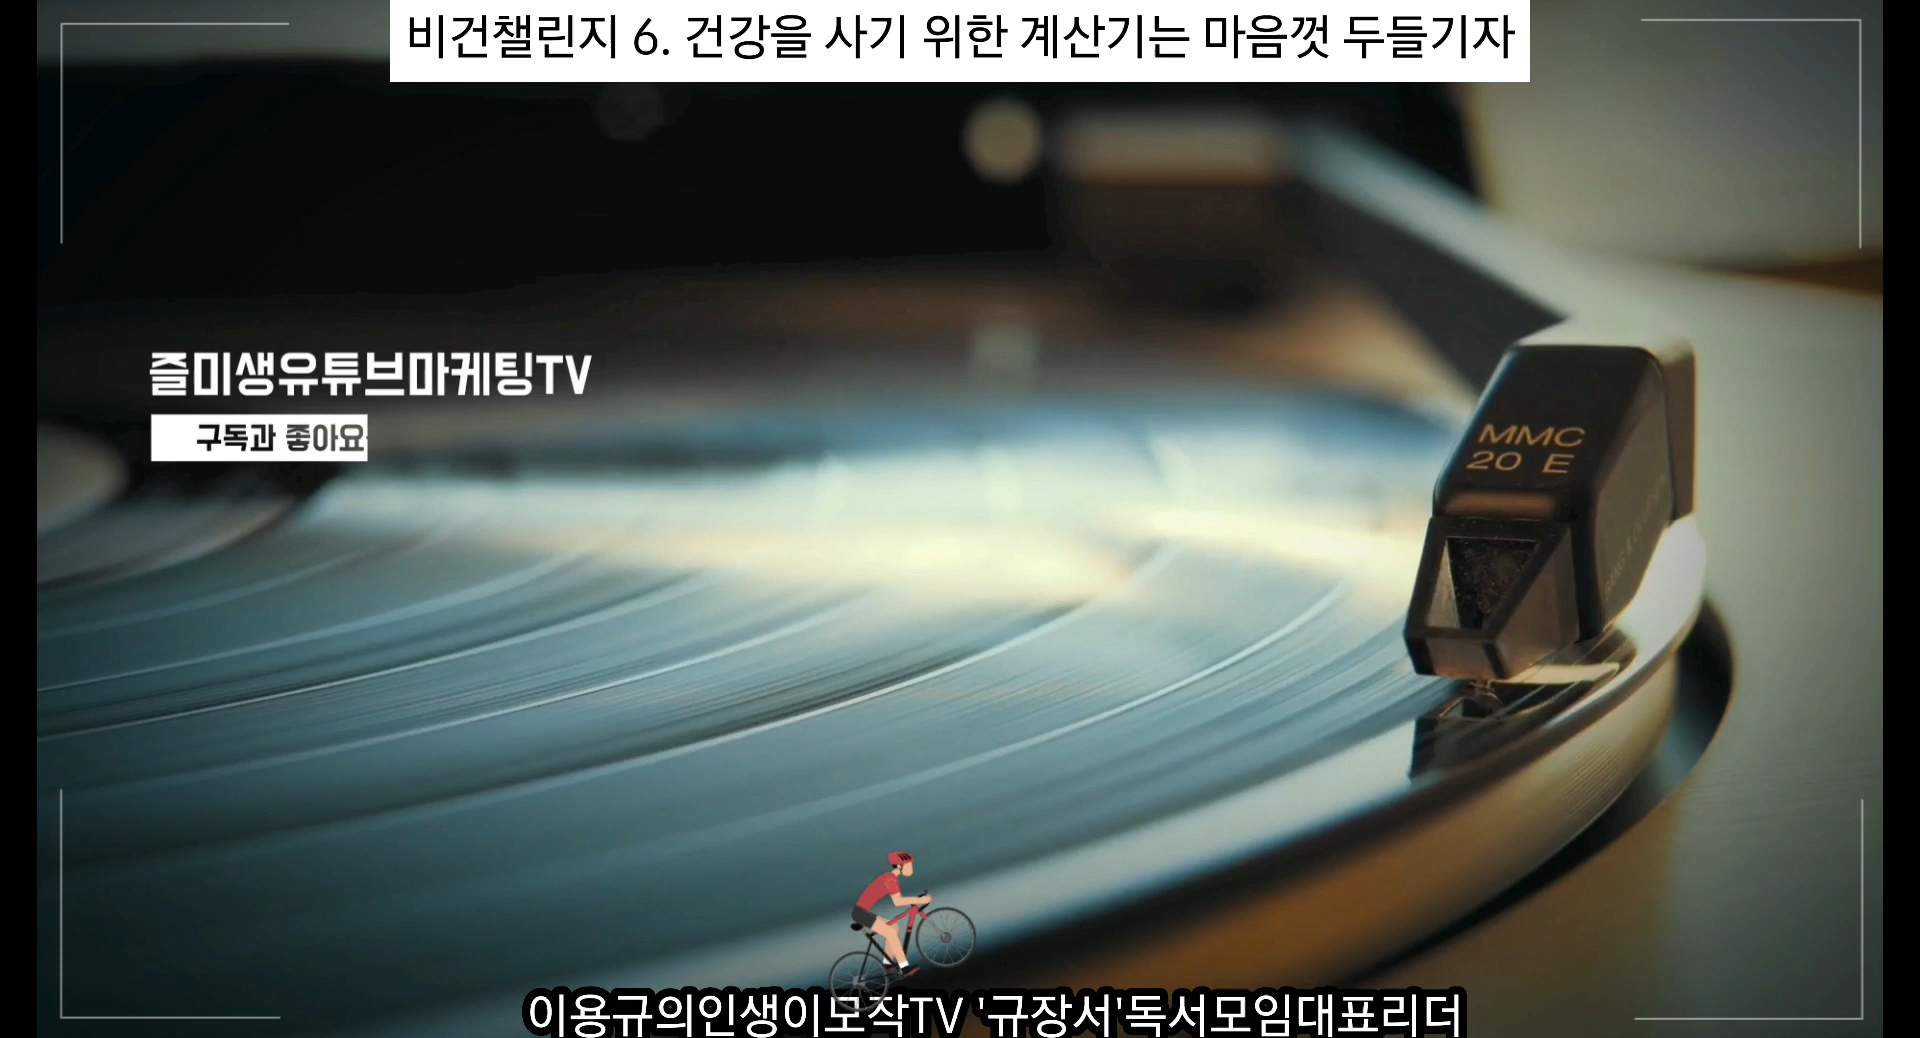 비건챌린지 6. 건강을 사기 위한 계산기는 마음껏 두들기자
즐미생유튜브마케팅TV
구독과 좋아요
MMC
20 E
이용규의인생이모작TV '규장서'독서모임대표리더